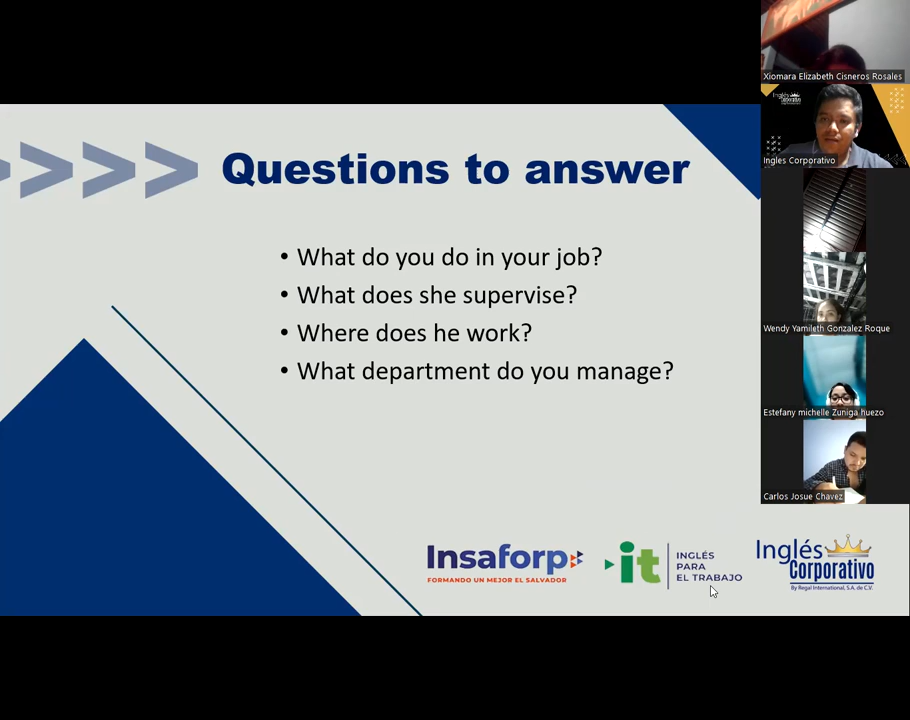 Questions to answer
• What do you do in your job?
• What does she supervise?
• Where does he work?
• What department do you manage?
Insaforp
FORMANDO UN MEJOR EL SALVADOR
it
INGLÉS
PARA
EL TRABAJO
Inglés
Corporativo
By Regal International, S.A. de C.V.
Xiomara Elizabeth Cisneros Rosales
Inglés
Corporativo
Ingles Corporativo
Wendy Yamileth Gonzalez Roque
Estefany michelle Zuniga huezo
Carlos Josue Chavez